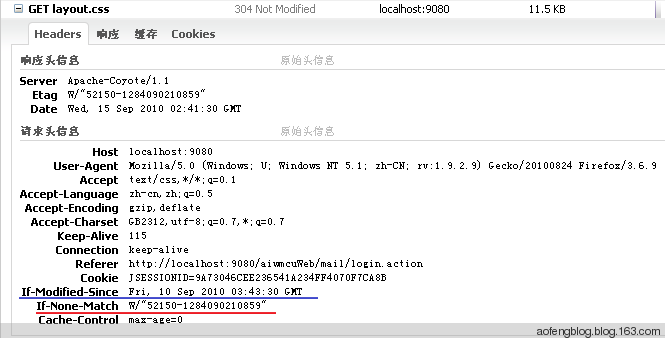 GET layout.css 304 Not Modified localhost:9080 11.5 KB
Headers 响应 缓存 Cookies
响应头信息 原始头信息
Server Apache-Coyote/1.1
Etag W/"52150-1284090210859"
Date Wed, 15 Sep 2010 02:41:30 GMT
请求头信息 原始头信息
Host localhost:9080
User-Agent Mozilla/5.0 (Windows; U; Windows NT 5.1; zh-CN; rv:1.9.2.9) Gecko/20100824 Firefox/3.6.9
Accept text/css,*/*;q=0.1
Accept-Language zh-cn,zh;q=0.5
Accept-Encoding gzip,deflate
Accept-Charset GB2312,utf-8;q=0.7,*;q=0.7
Keep-Alive 115
Connection keep-alive
Referer http://localhost:9080/aiwmcuWeb/mail/login.action
Cookie JSESSIONID=9A73046CEE236541A234FF4070F7CA8B
If-Modified-Since Fri, 10 Sep 2010 03:43:30 GMT
If-None-Match W/"52150-1284090210859"
Cache-Control max-age=0
aofengblog.blog.163.com